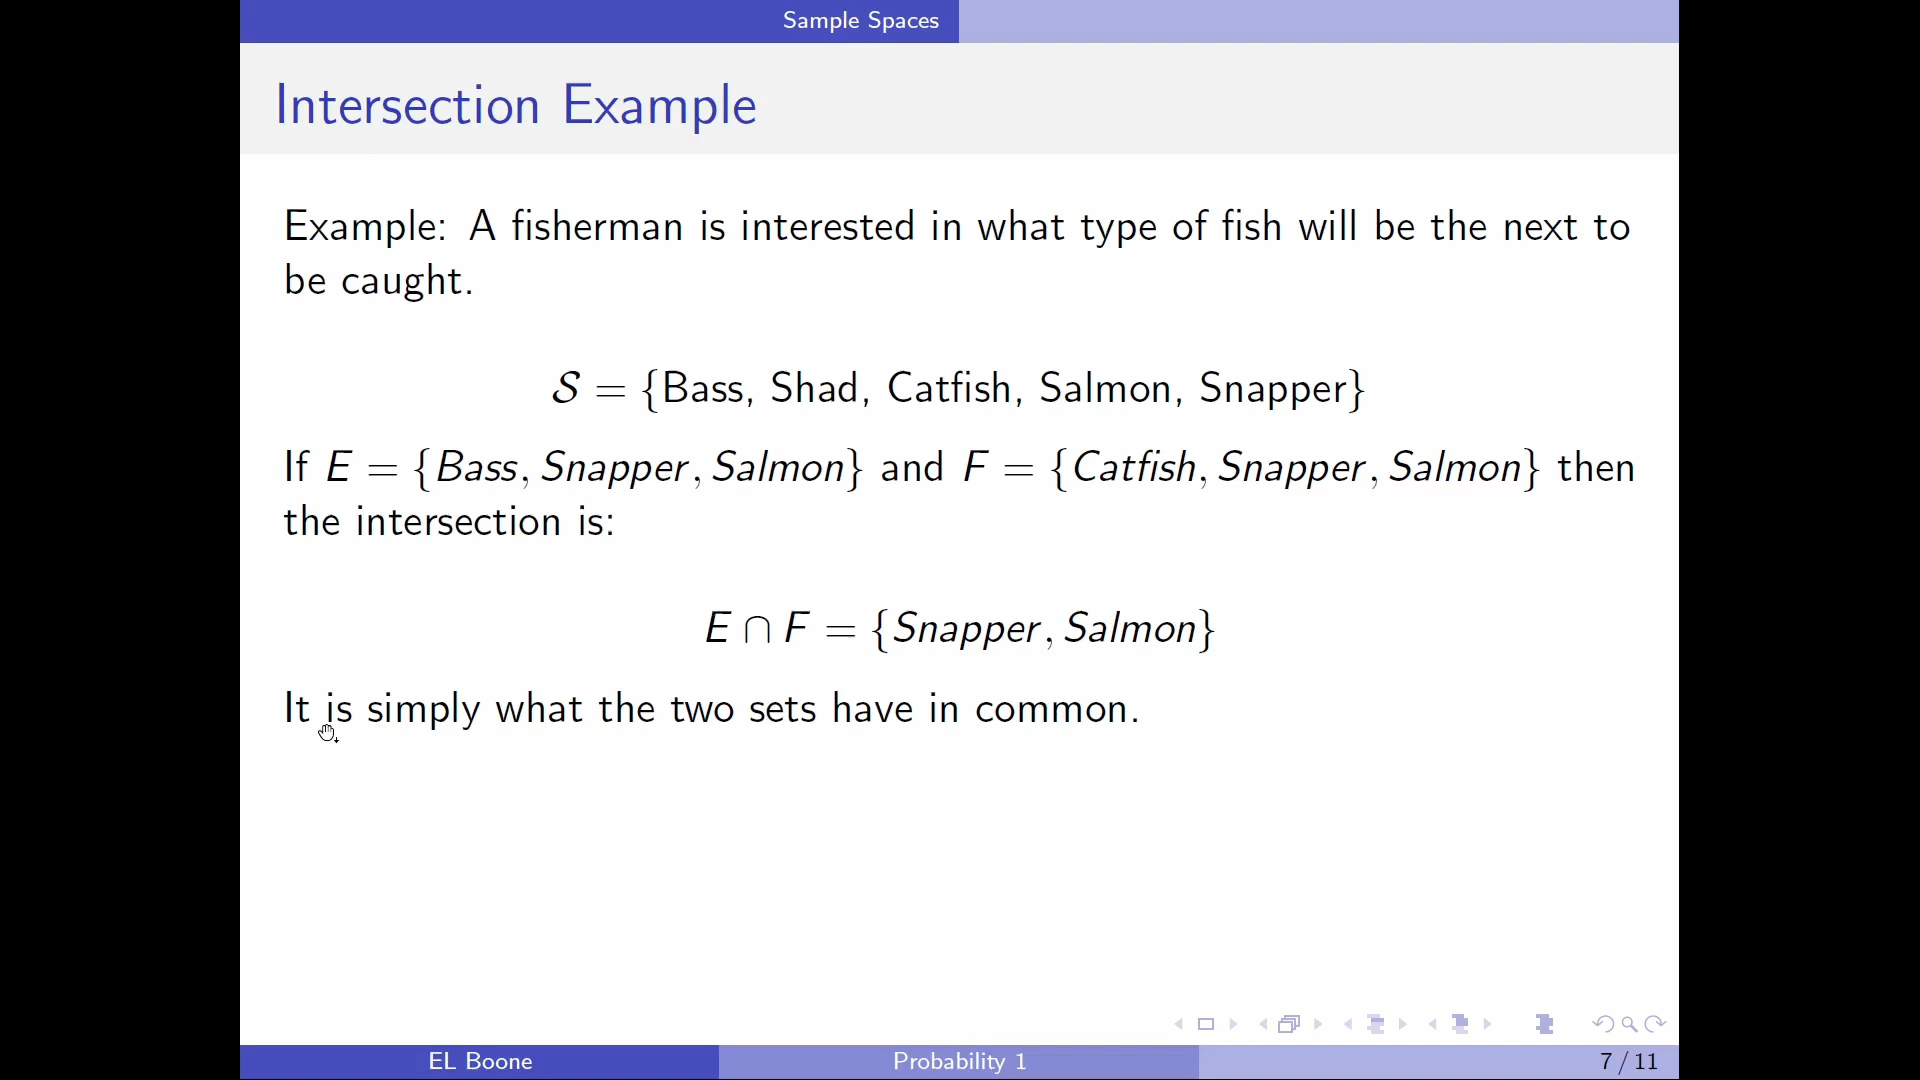 Sample Spaces
Intersection Example
Example: A fisherman is interested in what type of fish will be the next to
be caught.
𝒮 = {Bass, Shad, Catfish, Salmon, Snapper}
If E = {Bass, Snapper, Salmon} and F = {Catfish, Snapper, Salmon} then
the intersection is:
E ∩ F = {Snapper, Salmon}
It is simply what the two sets have in common.
EL Boone
Probability 1
7 / 11